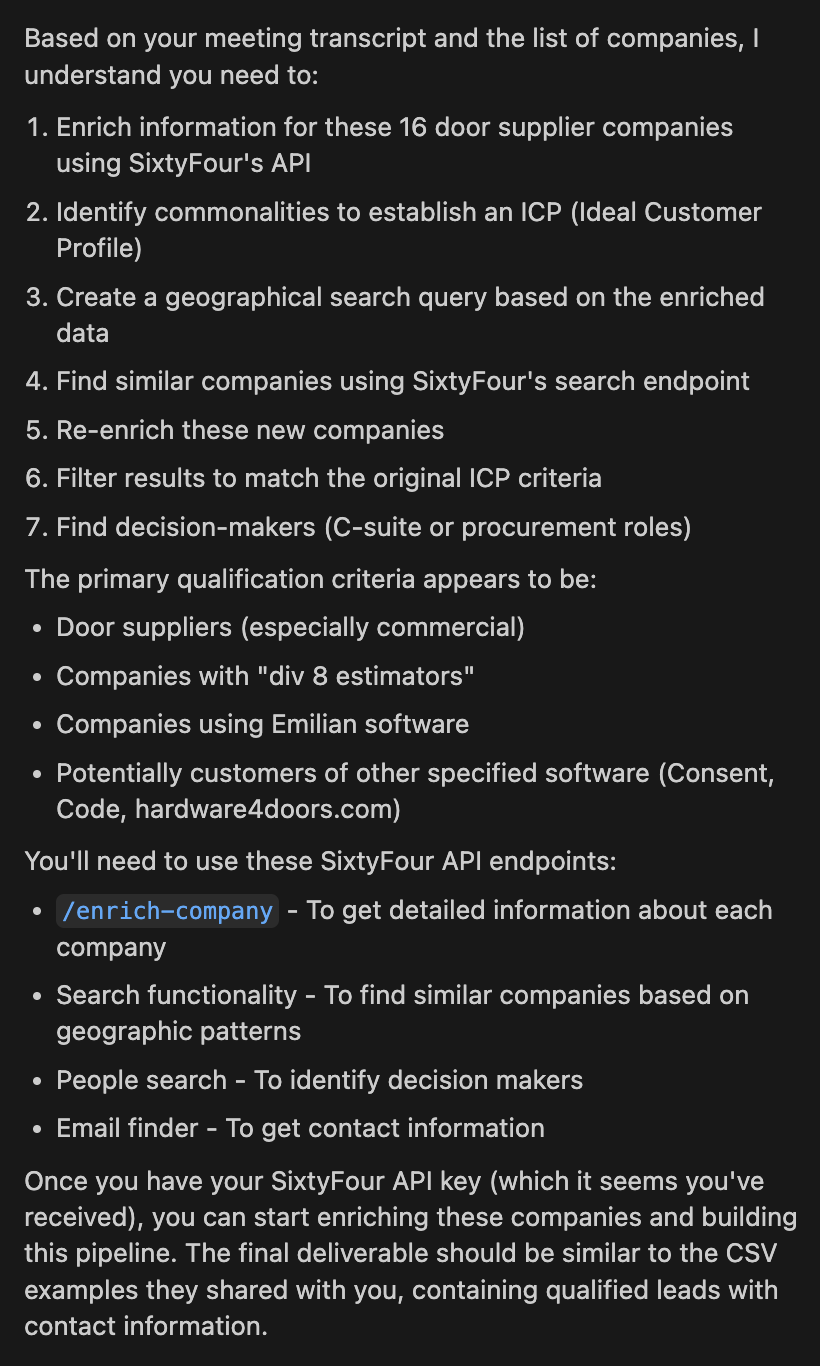 Based on your meeting transcript and the list of companies, I
understand you need to:
1. Enrich information for these 16 door supplier companies
using SixtyFour's API
2. Identify commonalities to establish an ICP (Ideal Customer
Profile)
3. Create a geographical search query based on the enriched
data
4. Find similar companies using SixtyFour's search endpoint
5. Re-enrich these new companies
6. Filter results to match the original ICP criteria
7. Find decision-makers (C-suite or procurement roles)
The primary qualification criteria appears to be:
• Door suppliers (especially commercial)
• Companies with "div 8 estimators"
• Companies using Emilian software
• Potentially customers of other specified software (Consent,
Code, hardware4doors.com)
You'll need to use these SixtyFour API endpoints:
• /enrich-company - To get detailed information about each
company
• Search functionality - To find similar companies based on
geographic patterns
• People search - To identify decision makers
• Email finder - To get contact information
Once you have your SixtyFour API key (which it seems you've
received), you can start enriching these companies and building
this pipeline. The final deliverable should be similar to the CSV
examples they shared with you, containing qualified leads with
contact information.